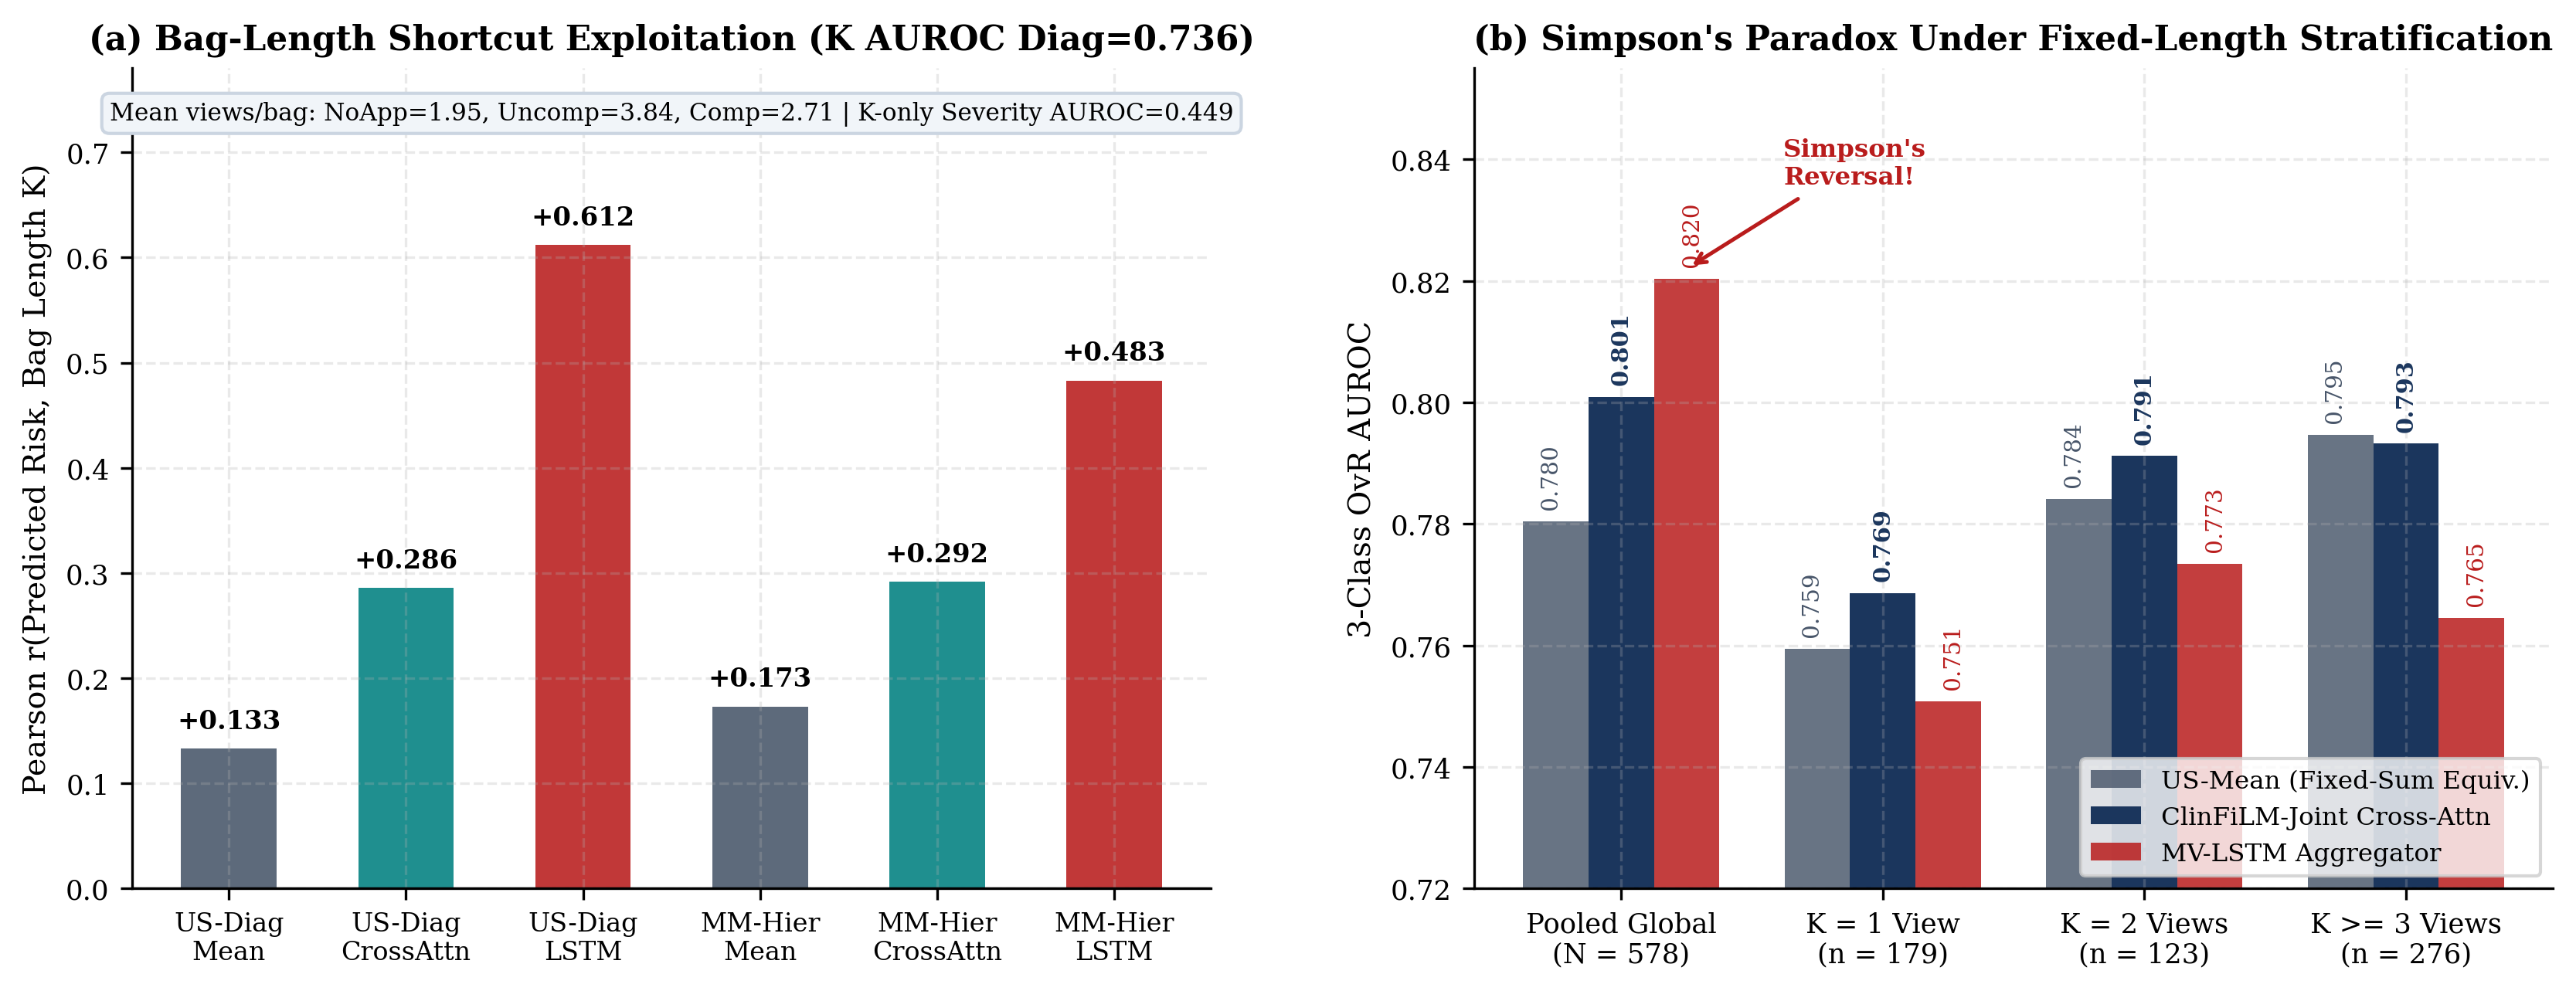 (a) Bag-Length Shortcut Exploitation (K AUROC Diag=0.736)
Mean views/bag: NoApp=1.95, Uncomp=3.84, Comp=2.71 | K-only Severity AUROC=0.449
Pearson r(Predicted Risk, Bag Length K)
0.7
0.6
0.5
0.4
0.3
0.2
0.1
0.0
+0.133
+0.286
+0.612
+0.173
+0.292
+0.483
US-Diag
Mean
US-Diag
CrossAttn
US-Diag
LSTM
MM-Hier
Mean
MM-Hier
CrossAttn
MM-Hier
LSTM
(b) Simpson's Paradox Under Fixed-Length Stratification
3-Class OvR AUROC
0.84
0.82
0.80
0.78
0.76
0.74
0.72
Simpson's
Reversal!
0.780
0.801
0.820
0.759
0.769
0.751
0.784
0.791
0.773
0.795
0.793
0.765
US-Mean (Fixed-Sum Equiv.)
ClinFiLM-Joint Cross-Attn
MV-LSTM Aggregator
Pooled Global
(N = 578)
K = 1 View
(n = 179)
K = 2 Views
(n = 123)
K >= 3 Views
(n = 276)